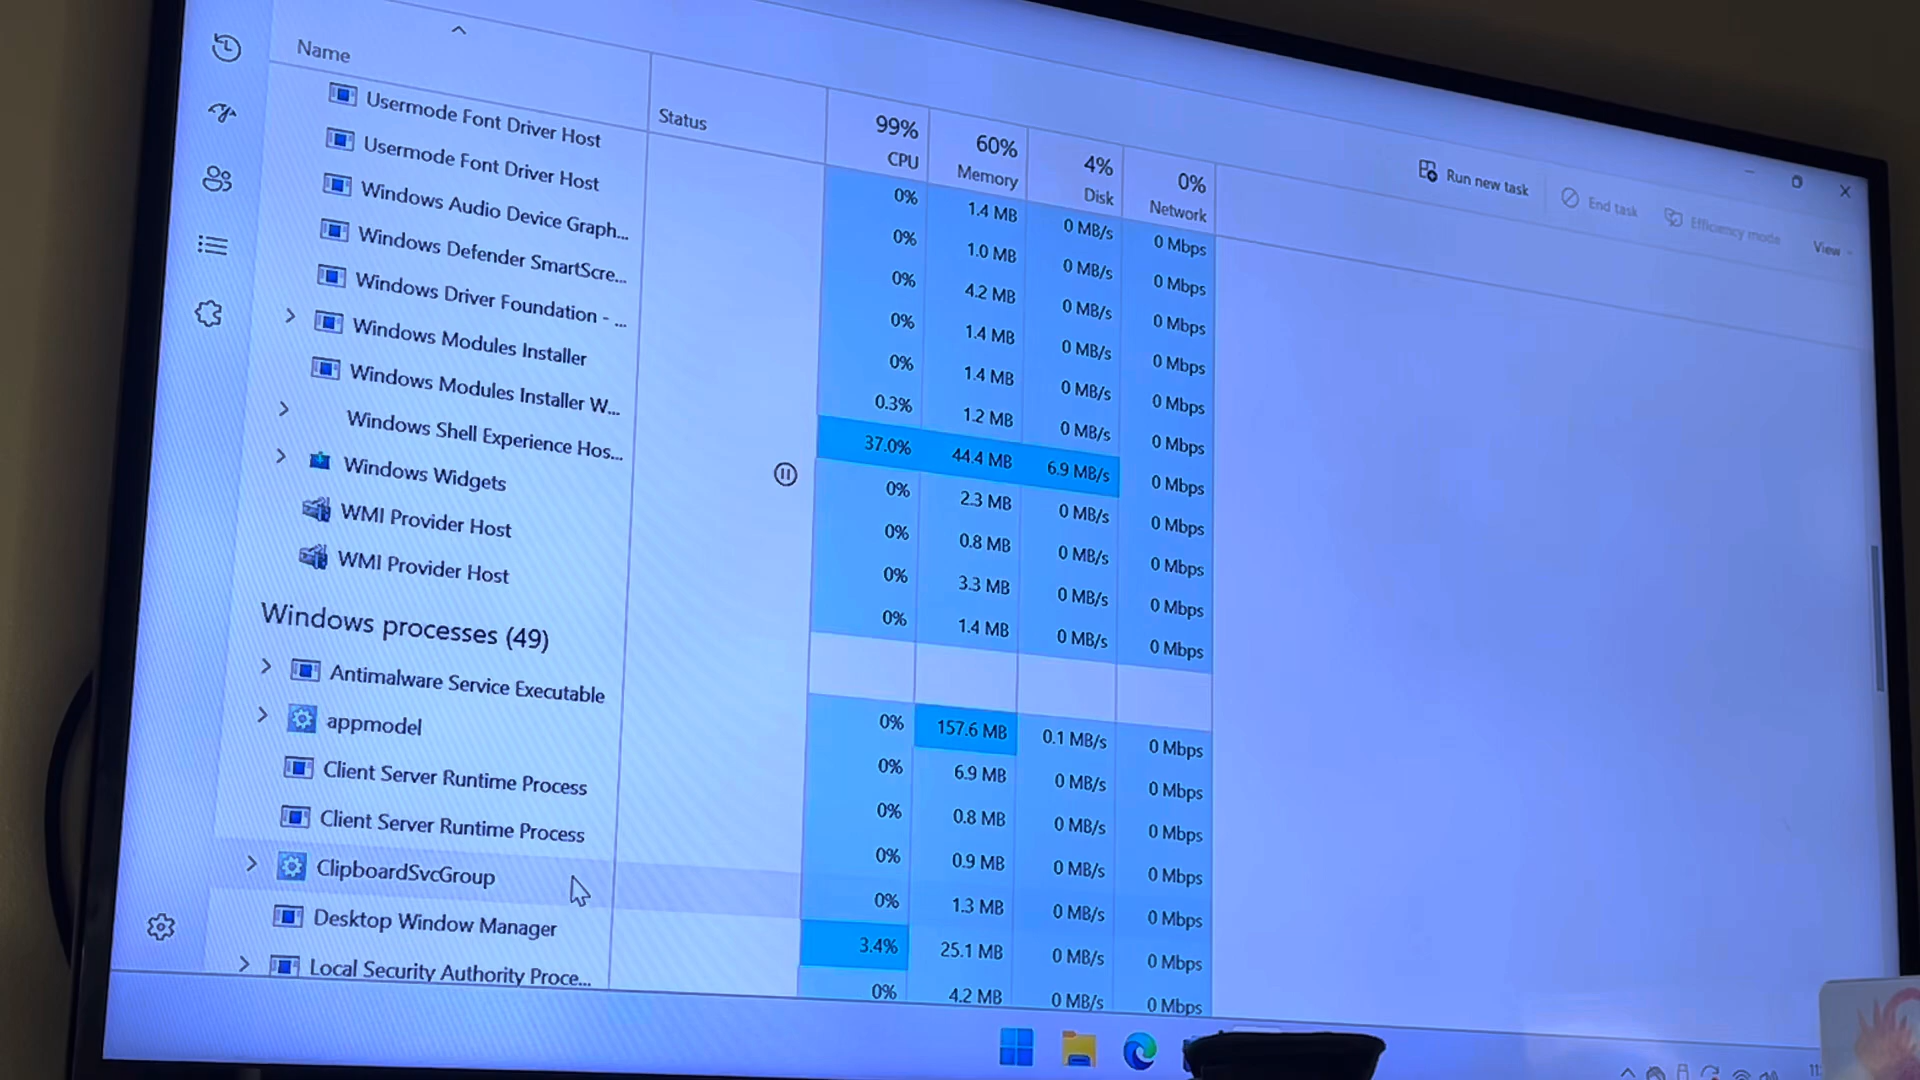 Name
Status
99% 60% 4% 0%
CPU Memory Disk Network
Run new task End task Efficiency mode View
Usermode Font Driver Host 0% 1.4 MB 0 MB/s 0 Mbps
Usermode Font Driver Host 0% 1.0 MB 0 MB/s 0 Mbps
Windows Audio Device Graph... 0% 4.2 MB 0 MB/s 0 Mbps
Windows Defender SmartScre... 0% 1.4 MB 0 MB/s 0 Mbps
Windows Driver Foundation - ... 0% 1.4 MB 0 MB/s 0 Mbps
Windows Modules Installer 0.3% 1.2 MB 0 MB/s 0 Mbps
Windows Modules Installer W... 37.0% 44.4 MB 6.9 MB/s 0 Mbps
Windows Shell Experience Hos... 0% 2.3 MB 0 MB/s 0 Mbps
Windows Widgets 0% 0.8 MB 0 MB/s 0 Mbps
WMI Provider Host 0% 3.3 MB 0 MB/s 0 Mbps
WMI Provider Host 0% 1.4 MB 0 MB/s 0 Mbps
Windows processes (49)
Antimalware Service Executable 0% 157.6 MB 0.1 MB/s 0 Mbps
appmodel 0% 6.9 MB 0 MB/s 0 Mbps
Client Server Runtime Process 0% 0.8 MB 0 MB/s 0 Mbps
Client Server Runtime Process 0% 0.9 MB 0 MB/s 0 Mbps
ClipboardSvcGroup 0% 1.3 MB 0 MB/s 0 Mbps
Desktop Window Manager 3.4% 25.1 MB 0 MB/s 0 Mbps
Local Security Authority Proce... 0% 4.2 MB 0 MB/s 0 Mbps